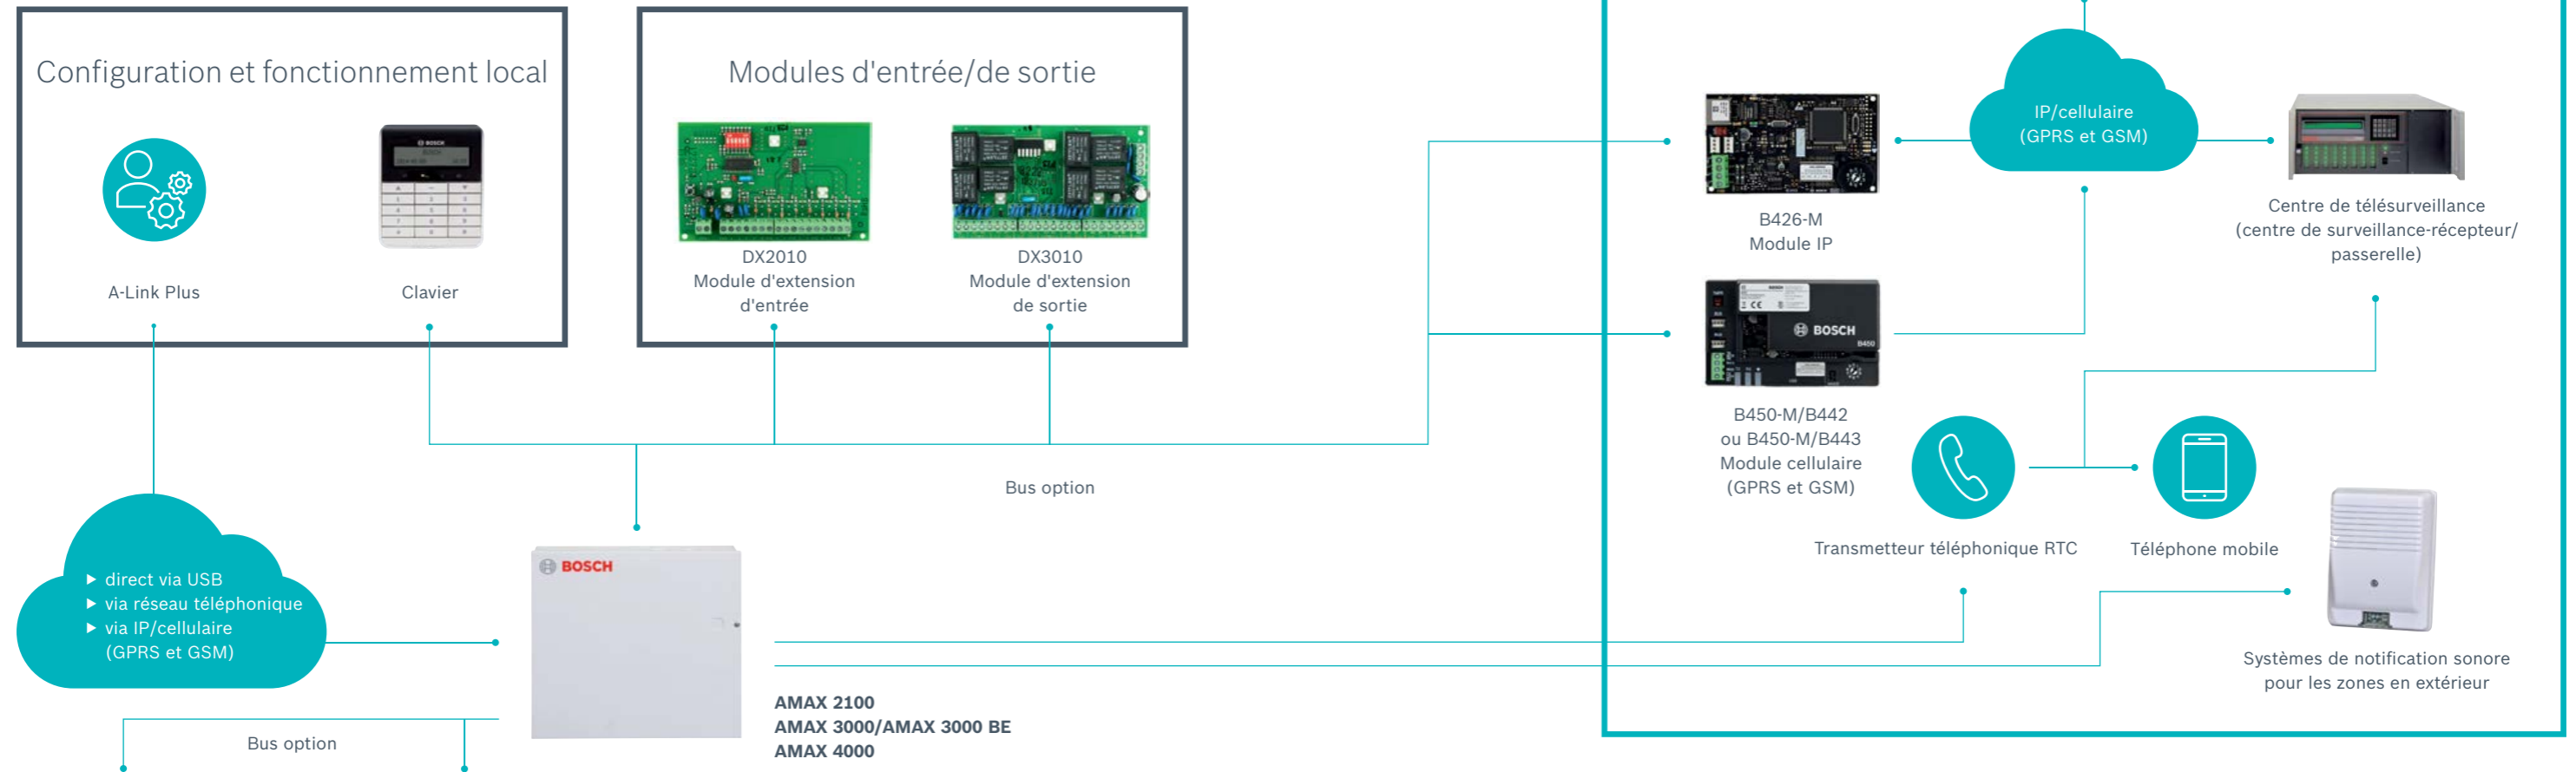 Configuration et fonctionnement local
A-Link Plus
BOSCH
Clavier
Modules d'entrée/de sortie
DX2010
Module d'extension
d'entrée
DX3010
Module d'extension
de sortie
B426-M
Module IP
IP/cellulaire
(GPRS et GSM)
Centre de télésurveillance
(centre de surveillance-récepteur/
passerelle)
BOSCH
B450
B450-M/B442
ou B450-M/B443
Module cellulaire
(GPRS et GSM)
Transmetteur téléphonique RTC
Téléphone mobile
Systèmes de notification sonore
pour les zones en extérieur
Bus option
▶ direct via USB
▶ via réseau téléphonique
▶ via IP/cellulaire
(GPRS et GSM)
BOSCH
AMAX 2100
AMAX 3000/AMAX 3000 BE
AMAX 4000
Bus option